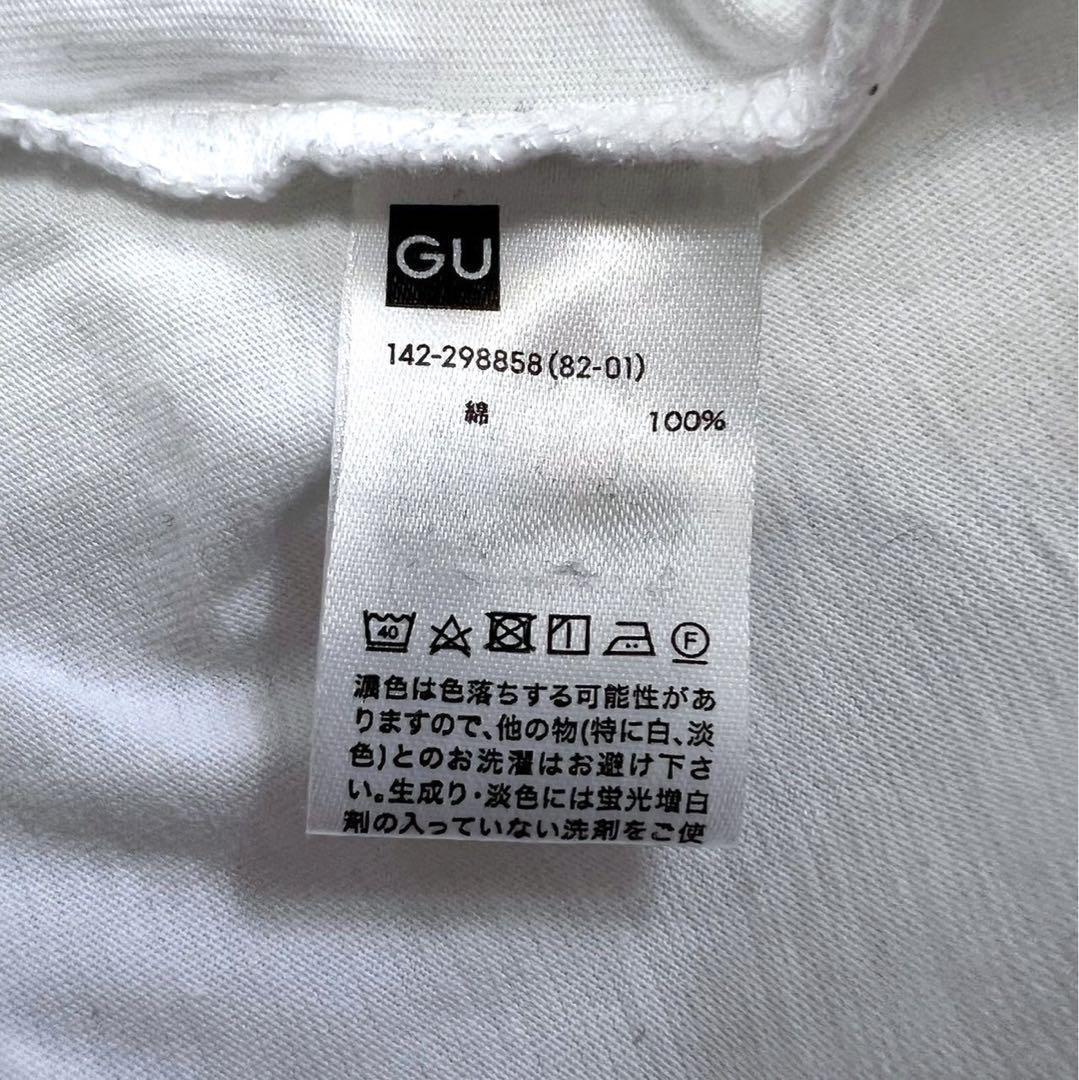 GU
142-298858(82-01)
綿 100%
40 F
濃色は色落ちする可能性があ
りますので、他の物(特に白、淡
色)とのお洗濯はお避け下さ
い。生成り・淡色には蛍光増白
剤の入っていない洗剤をご使